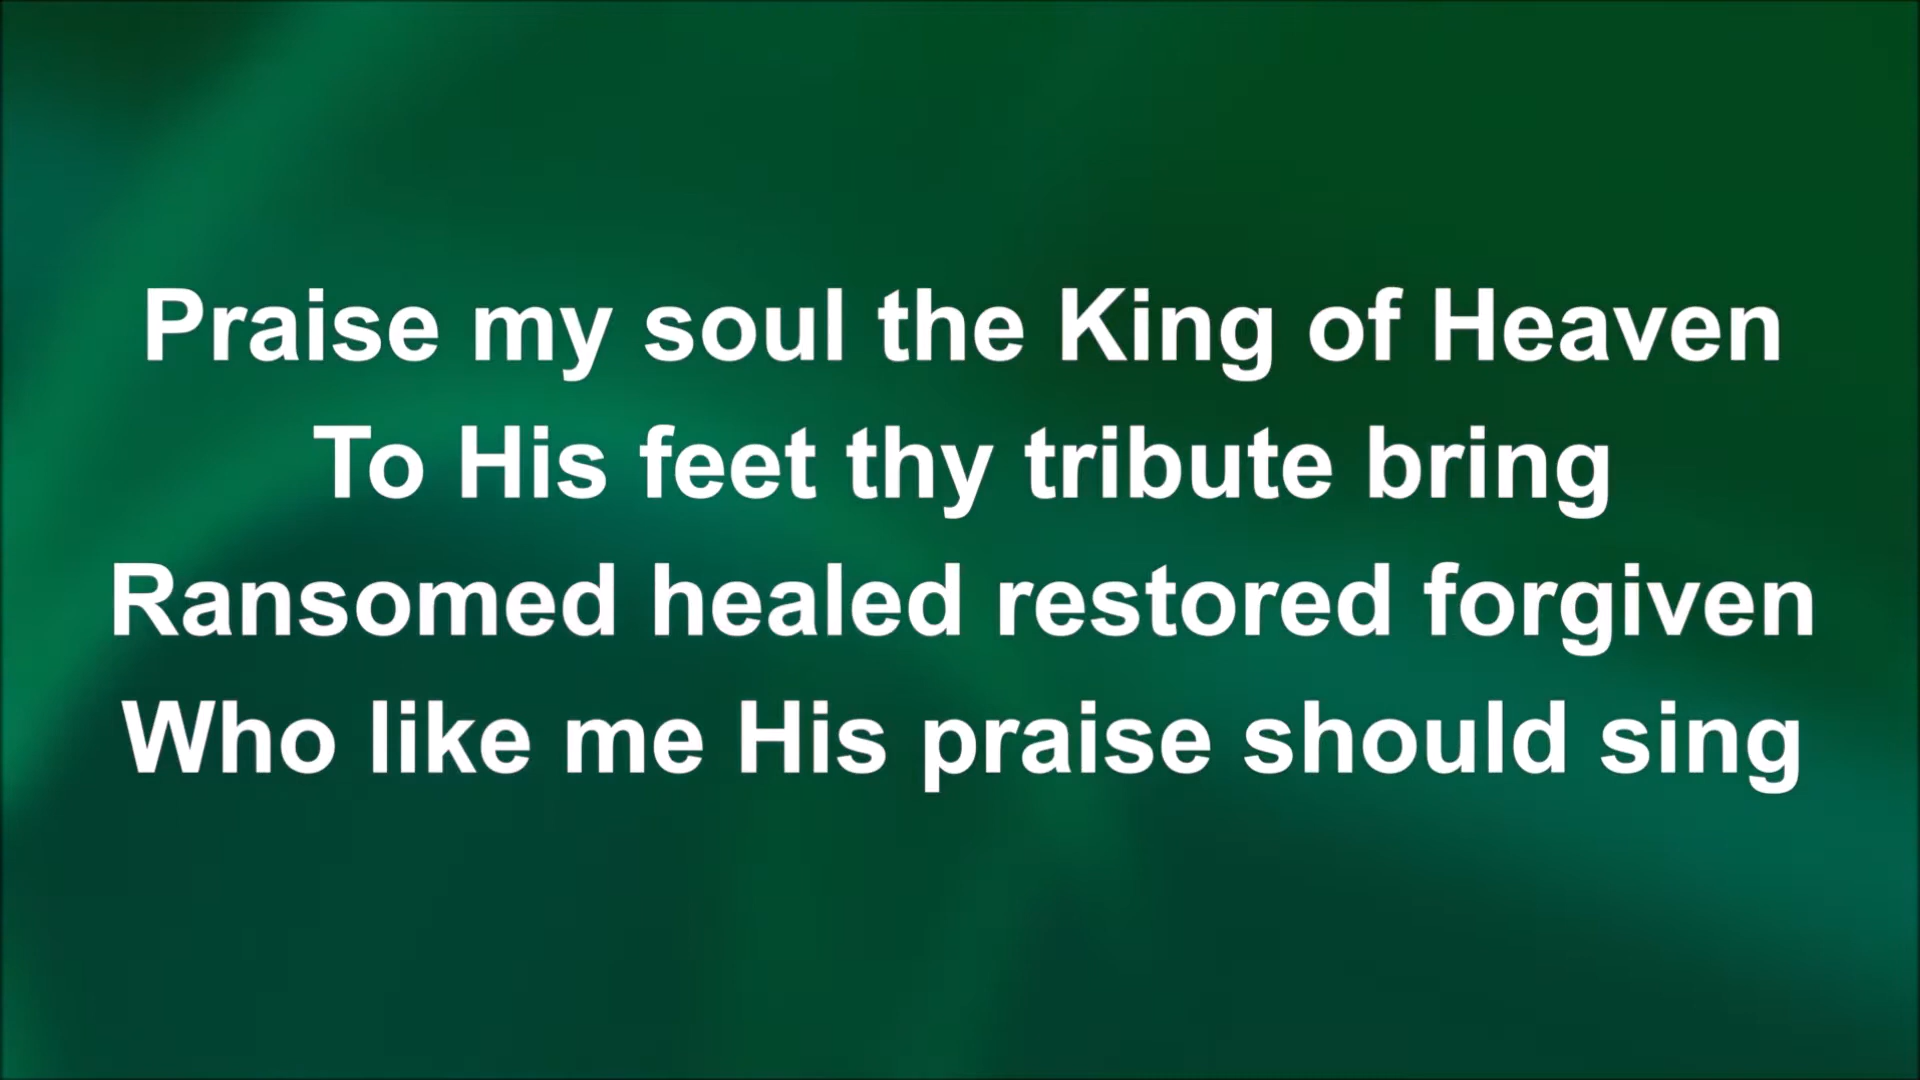 Praise my soul the King of Heaven
To His feet thy tribute bring
Ransomed healed restored forgiven
Who like me His praise should sing